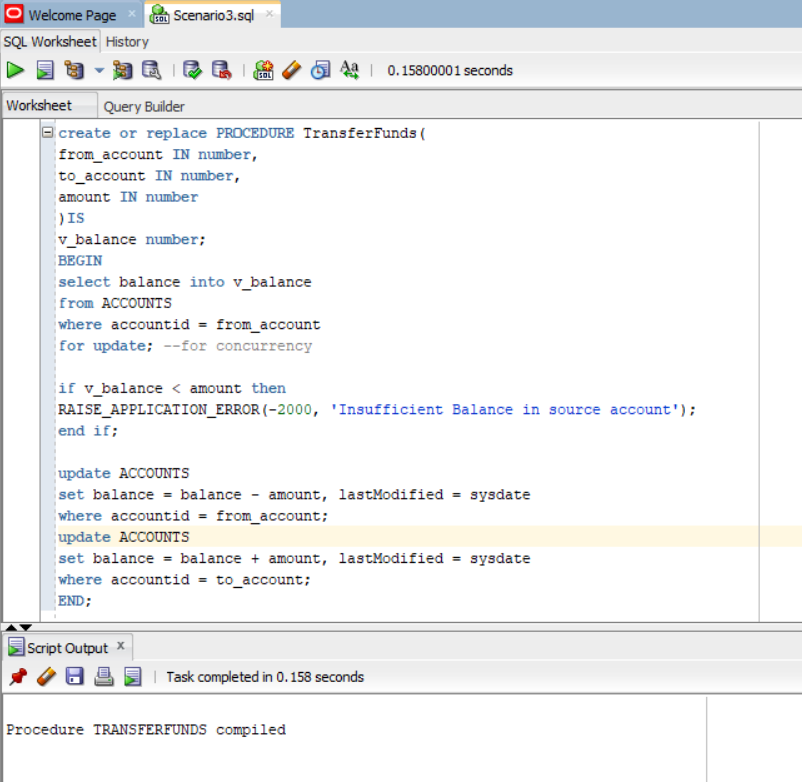 Welcome Page
Scenario3.sql
SQL Worksheet History
SQL
Aa
0.15800001 seconds
Worksheet Query Builder
create or replace PROCEDURE TransferFunds(
from_account IN number,
to_account IN number,
amount IN number
)IS
v_balance number;
BEGIN
select balance into v_balance
from ACCOUNTS
where accountid = from_account
for update; --for concurrency
if v_balance < amount then
RAISE_APPLICATION_ERROR(-2000, 'Insufficient Balance in source account');
end if;
update ACCOUNTS
set balance = balance - amount, lastModified = sysdate
where accountid = from_account;
update ACCOUNTS
set balance = balance + amount, lastModified = sysdate
where accountid = to_account;
END;
Script Output
Task completed in 0.158 seconds
Procedure TRANSFERFUNDS compiled